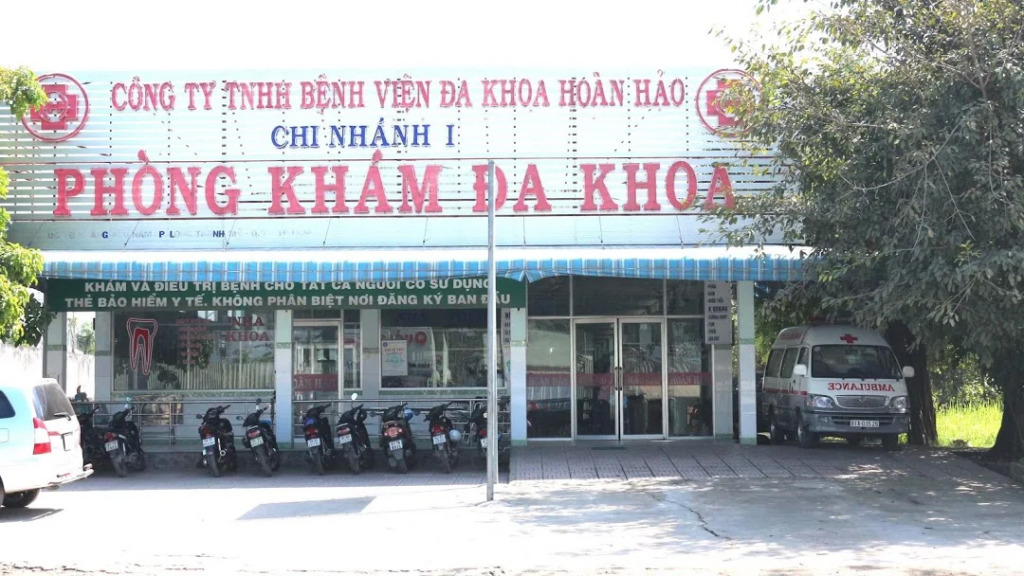 CÔNG TY TNHH BỆNH VIỆN ĐA KHOA HOÀN HẢO
CHI NHÁNH I
PHÒNG KHÁM ĐA KHOA
KHÁM VÀ ĐIỀU TRỊ BỆNH CHO TẤT CẢ NGƯỜI CÓ SỬ DỤNG
THẺ BẢO HIỂM Y TẾ. KHÔNG PHÂN BIỆT NƠI ĐĂNG KÝ BAN ĐẦU
NHA
KHOA
AMBULANCE